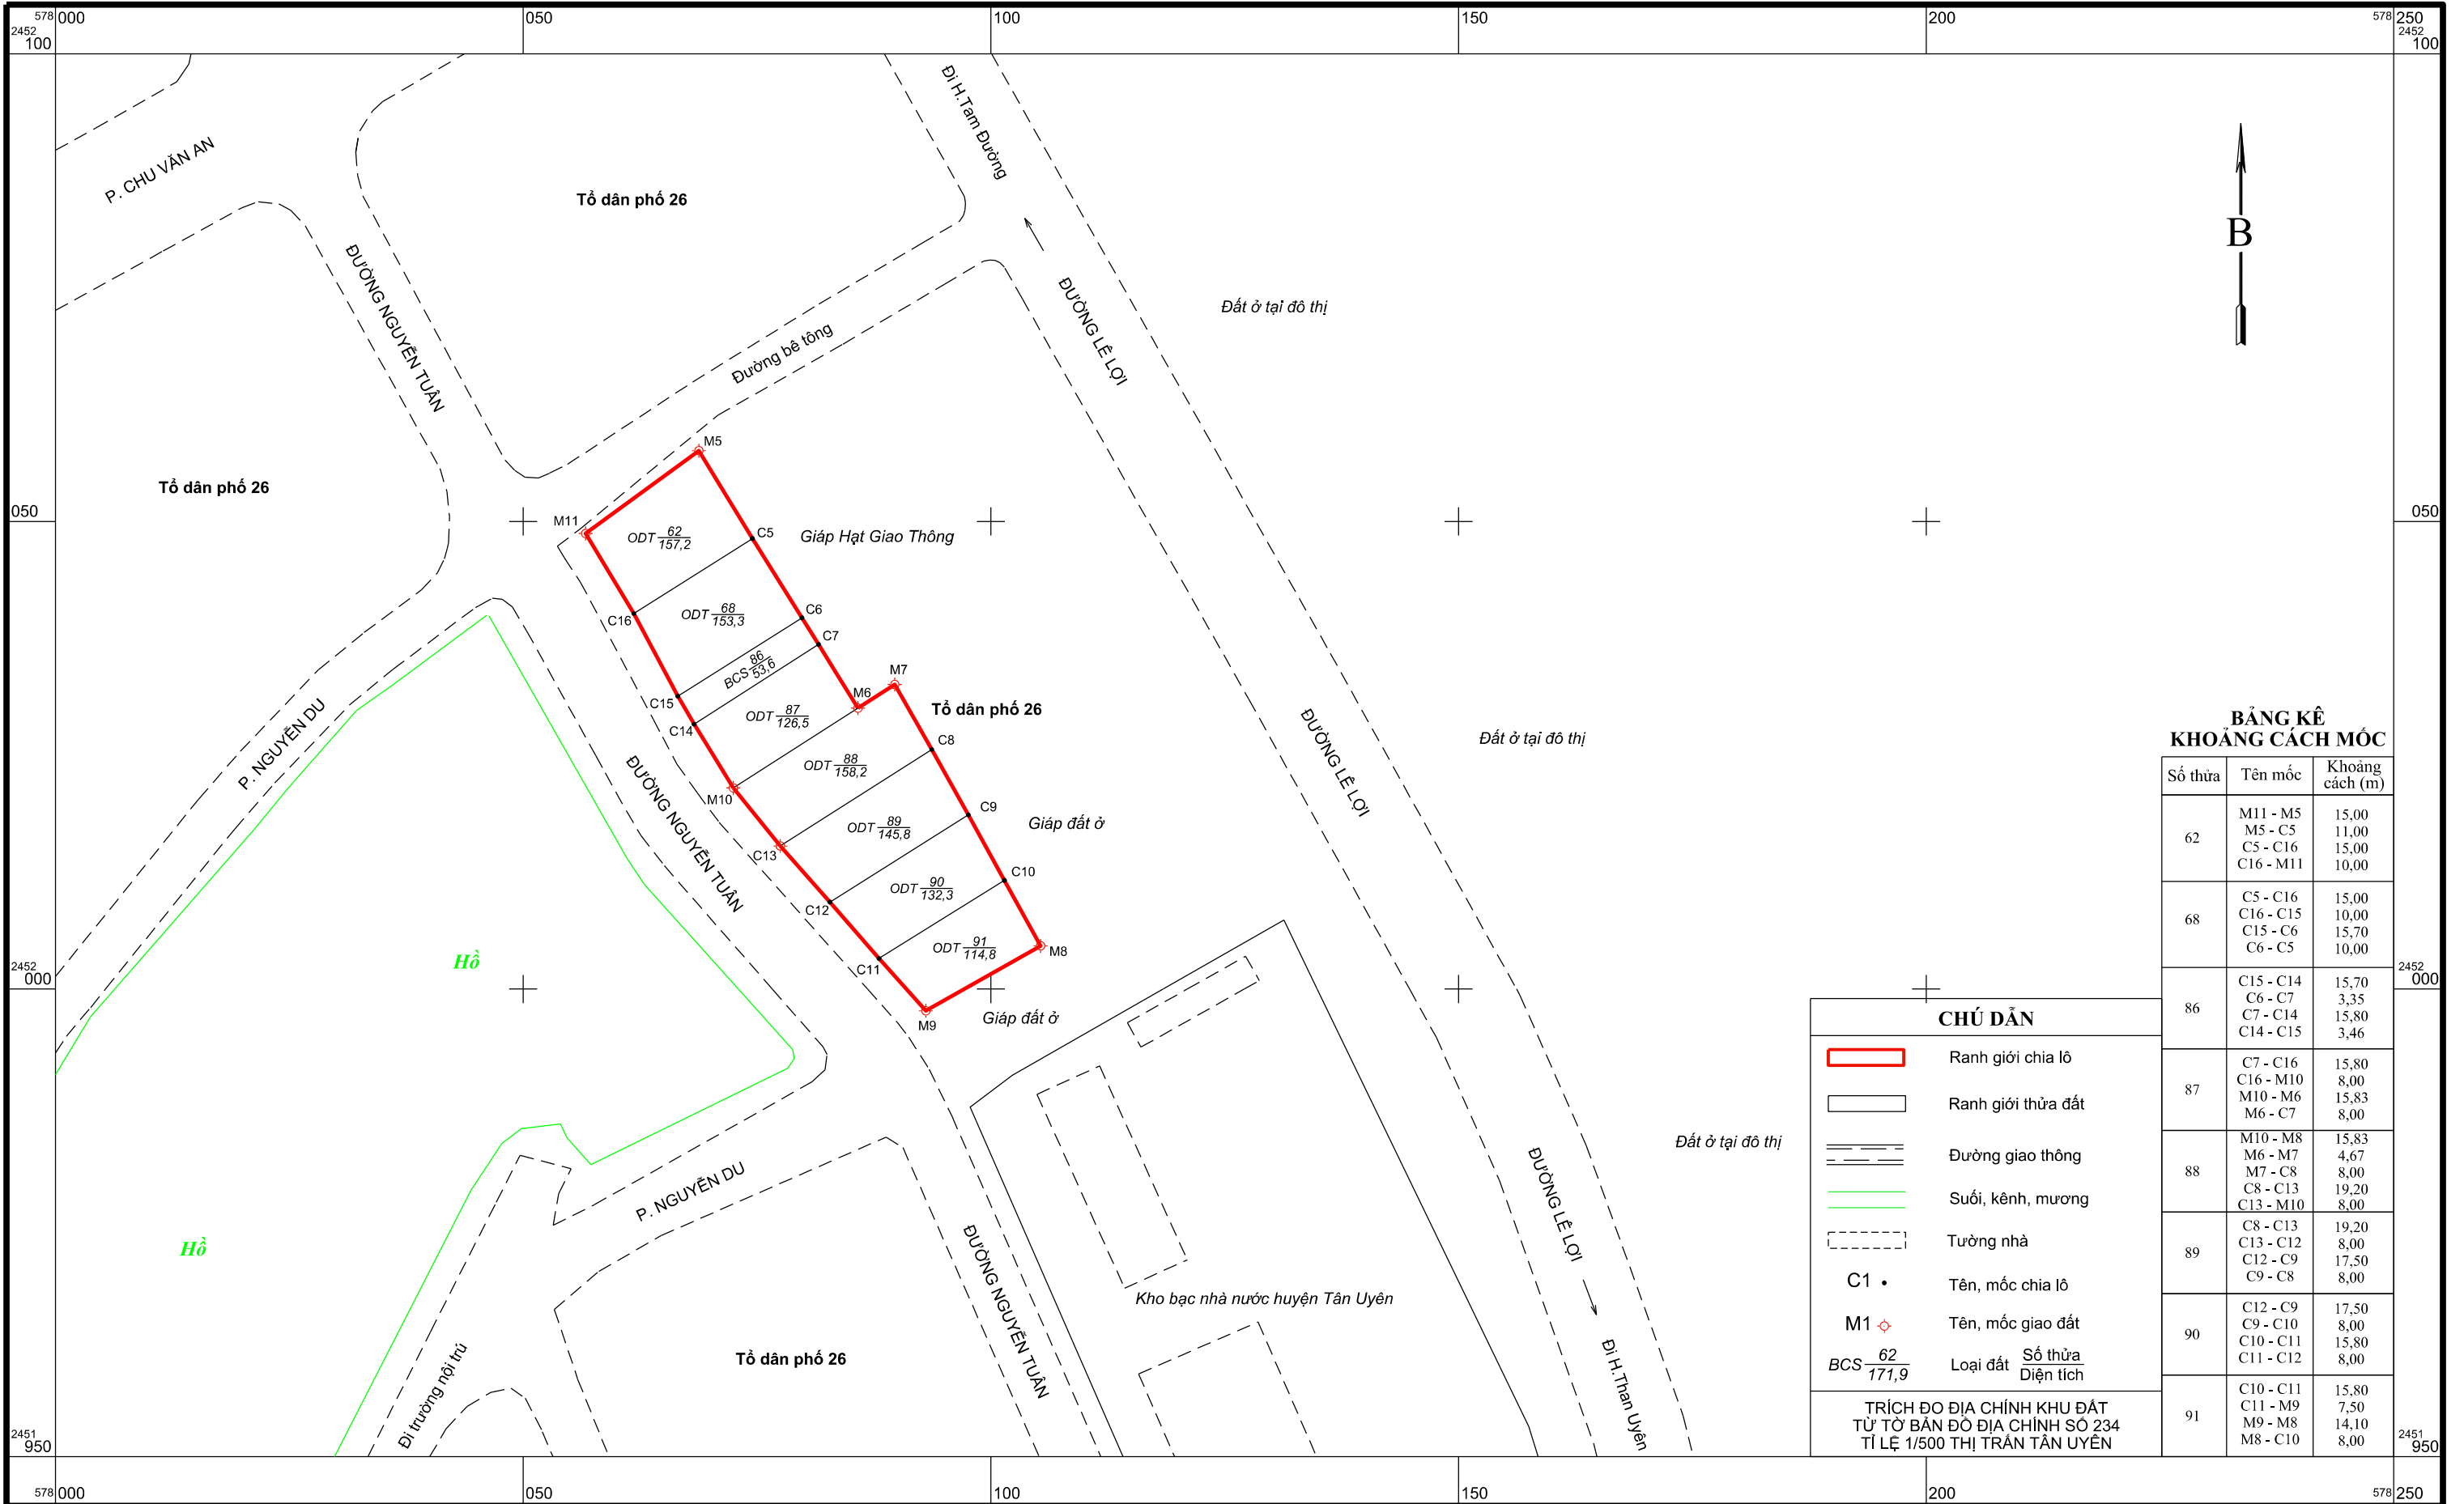 578 000
050
100
150
200
578 250
2452
100
2452
100
Đi H.Tam Đường
P. CHU VĂN AN
Tổ dân phố 26
B
ĐƯỜNG NGUYỄN TUÂN
ĐƯỜNG LÊ LỢI
Đất ở tại đô thị
Đường bê tông
M5
Tổ dân phố 26
050
M11
ODT 62
157,2
C5
Giáp Hạt Giao Thông
050
C16
ODT 68
153,3
C6
C7
BCS 86
53,6
M7
C15
M6
C14
ODT 87
126,5
Tổ dân phố 26
P. NGUYỄN DU
C8
ĐƯỜNG LÊ LỢI
Đất ở tại đô thị
ODT 88
158,2
ĐƯỜNG NGUYỄN TUÂN
M10
C9
Giáp đất ở
ODT 89
145,8
C13
C10
ODT 90
132,3
C12
ODT 91
114,8
M8
C11
Hồ
2452
000
2452
000
M9
Giáp đất ở
Đất ở tại đô thị
P. NGUYỄN DU
ĐƯỜNG LÊ LỢI
Hồ
ĐƯỜNG NGUYỄN TUÂN
Kho bạc nhà nước huyện Tân Uyên
Tổ dân phố 26
Đi trường nội trú
Đi H.Than Uyên
BẢNG KÊ
KHOẢNG CÁCH MỐC
Số thửa Tên mốc Khoảng
cách (m)
62
M11 - M5 15,00
M5 - C5 11,00
C5 - C16 15,00
C16 - M11 10,00
68
C5 - C16 15,00
C16 - C15 10,00
C15 - C6 15,70
C6 - C5 10,00
86
C15 - C14 15,70
C6 - C7 3,35
C7 - C14 15,80
C14 - C15 3,46
87
C7 - C16 15,80
C16 - M10 8,00
M10 - M6 15,83
M6 - C7 8,00
88
M10 - M8 15,83
M6 - M7 4,67
M7 - C8 8,00
C8 - C13 19,20
C13 - M10 8,00
89
C8 - C13 19,20
C13 - C12 8,00
C12 - C9 17,50
C9 - C8 8,00
90
C12 - C9 17,50
C9 - C10 8,00
C10 - C11 15,80
C11 - C12 8,00
91
C10 - C11 15,80
C11 - M9 7,50
M9 - M8 14,10
M8 - C10 8,00
CHÚ DẪN
Ranh giới chia lô
Ranh giới thửa đất
Đường giao thông
Suối, kênh, mương
Tường nhà
C1 Tên, mốc chia lô
M1 Tên, mốc giao đất
BCS 62
171,9
Loại đất Số thửa
Diện tích
TRÍCH ĐO ĐỊA CHÍNH KHU ĐẤT
TỪ TỜ BẢN ĐỒ ĐỊA CHÍNH SỐ 234
TỈ LỆ 1/500 THỊ TRẤN TÂN UYÊN
2451
950
2451
950
578 000
050
100
150
200
578 250